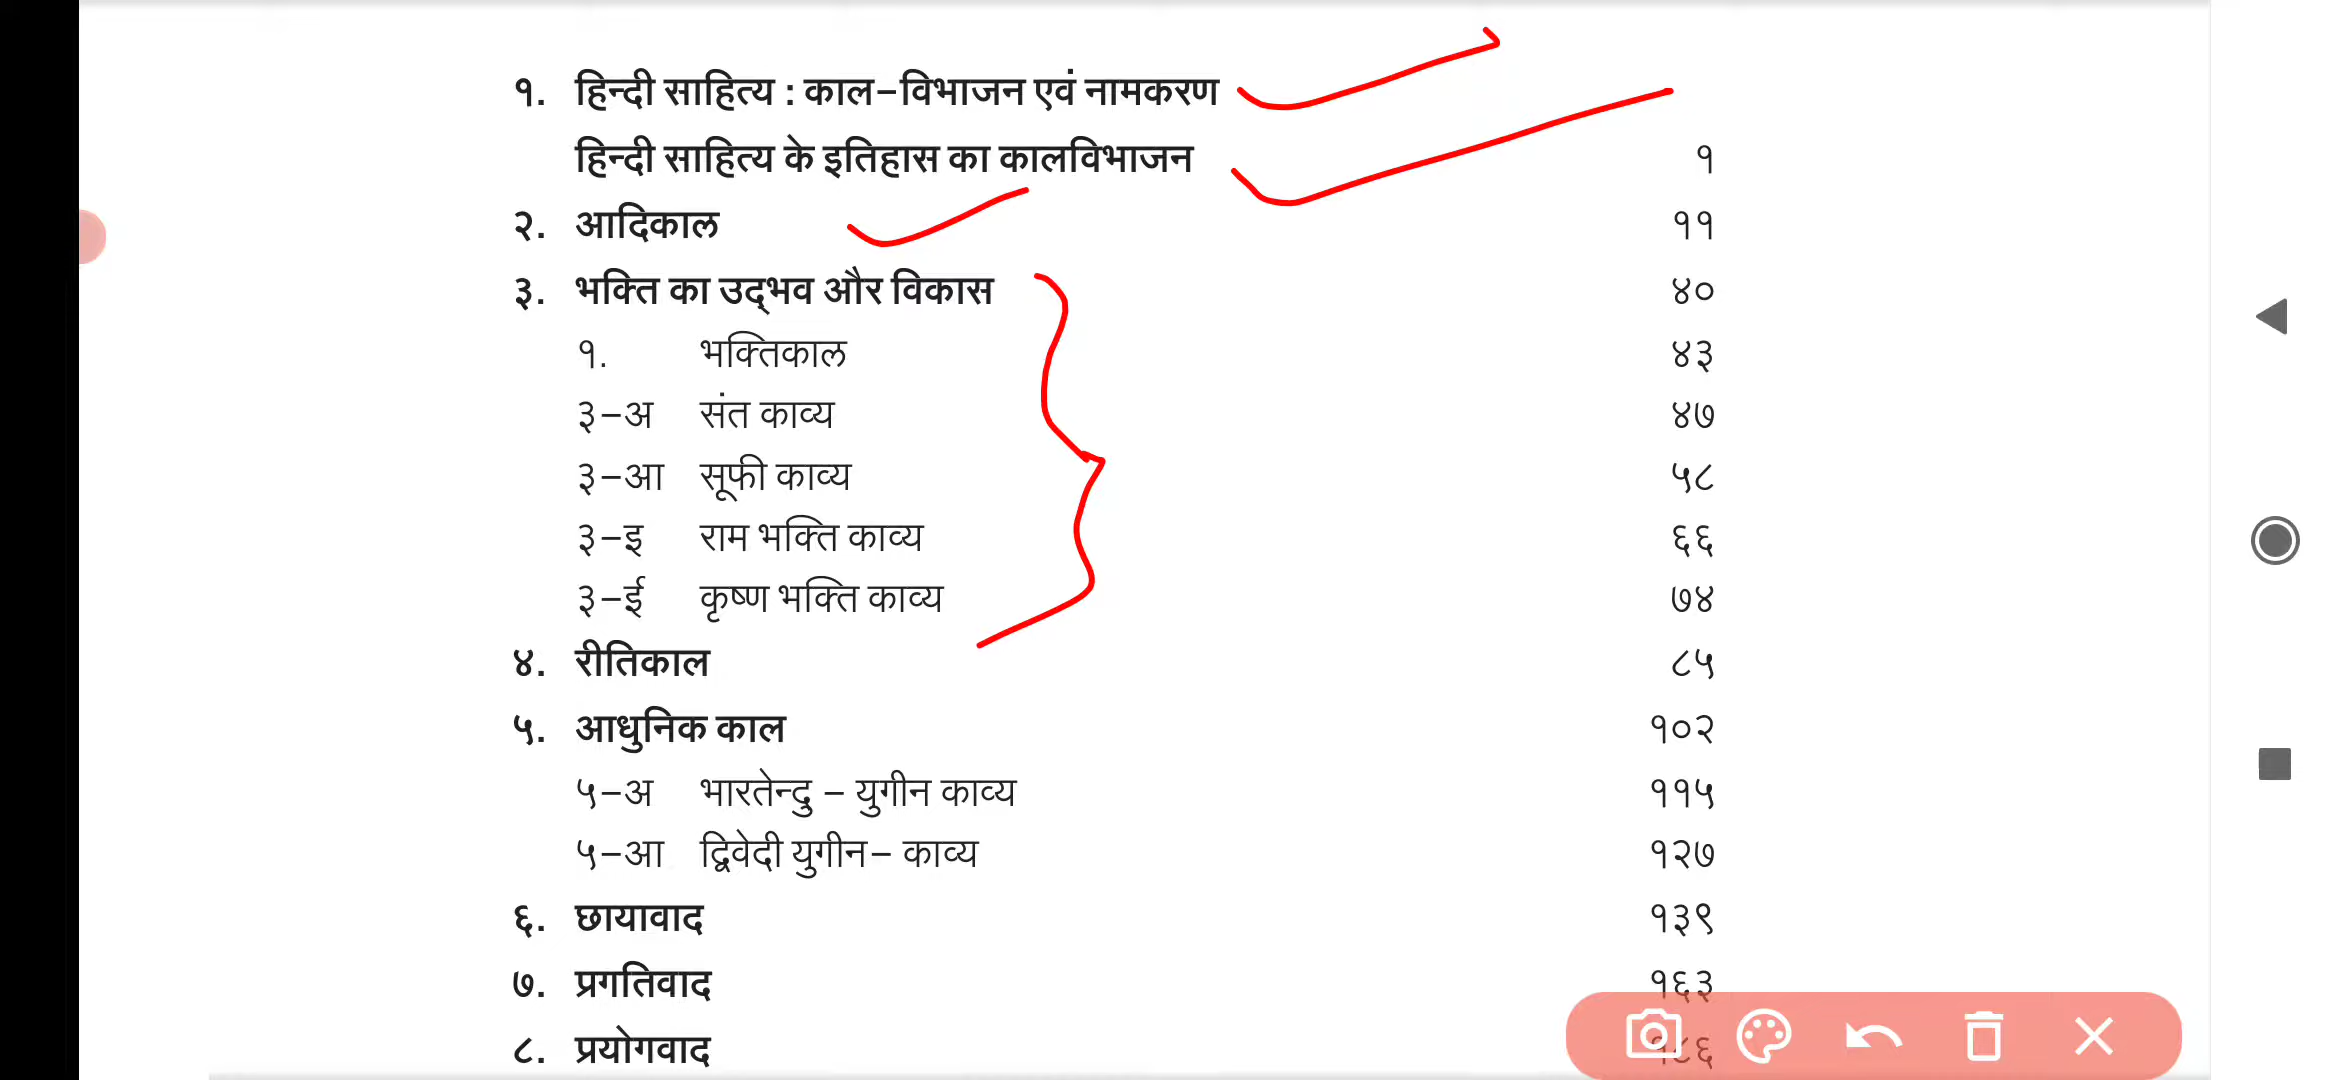 १. हिन्दी साहित्य : काल-विभाजन एवं नामकरण
हिन्दी साहित्य के इतिहास का कालविभाजन १
२. आदिकाल ११
३. भक्ति का उद्भव और विकास ४०
१. भक्तिकाल ४३
३-अ संत काव्य ४७
३-आ सूफी काव्य ५८
३-इ राम भक्ति काव्य ६६
३-ई कृष्ण भक्ति काव्य ७४
४. रीतिकाल ८५
५. आधुनिक काल १०२
५-अ भारतेन्दु - युगीन काव्य ११५
५-आ द्विवेदी युगीन- काव्य १२७
६. छायावाद १३९
७. प्रगतिवाद १६३
८. प्रयोगवाद १८६